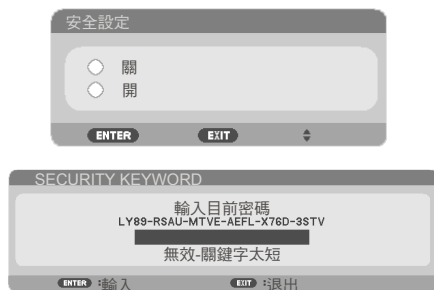 安全設定
關
開
ENTER EXIT
SECURITY KEYWORD
輸入目前密碼
LY89-RSAU-MTVE-AEFL-X76D-3STV
無效-關鍵字太短
ENTER :輸入 EXIT :退出